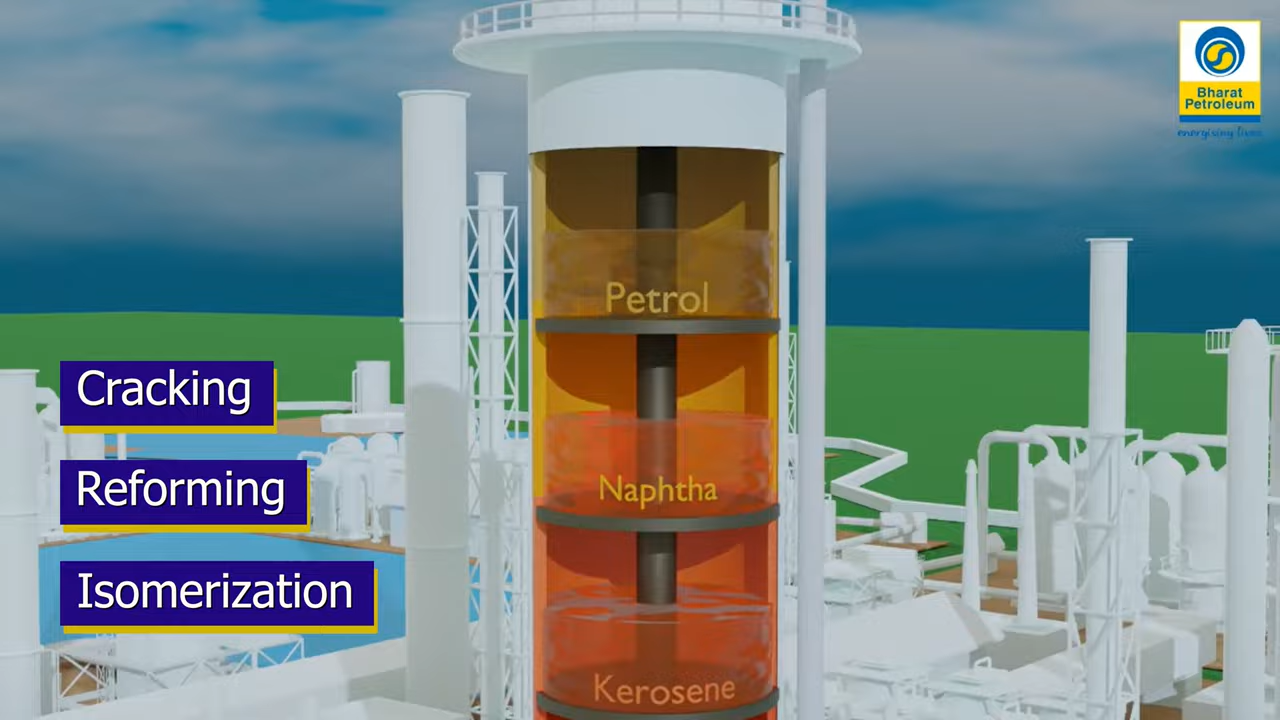 Bharat
Petroleum
energising lives
Petrol
Cracking
Naphtha
Reforming
Isomerization
Kerosene